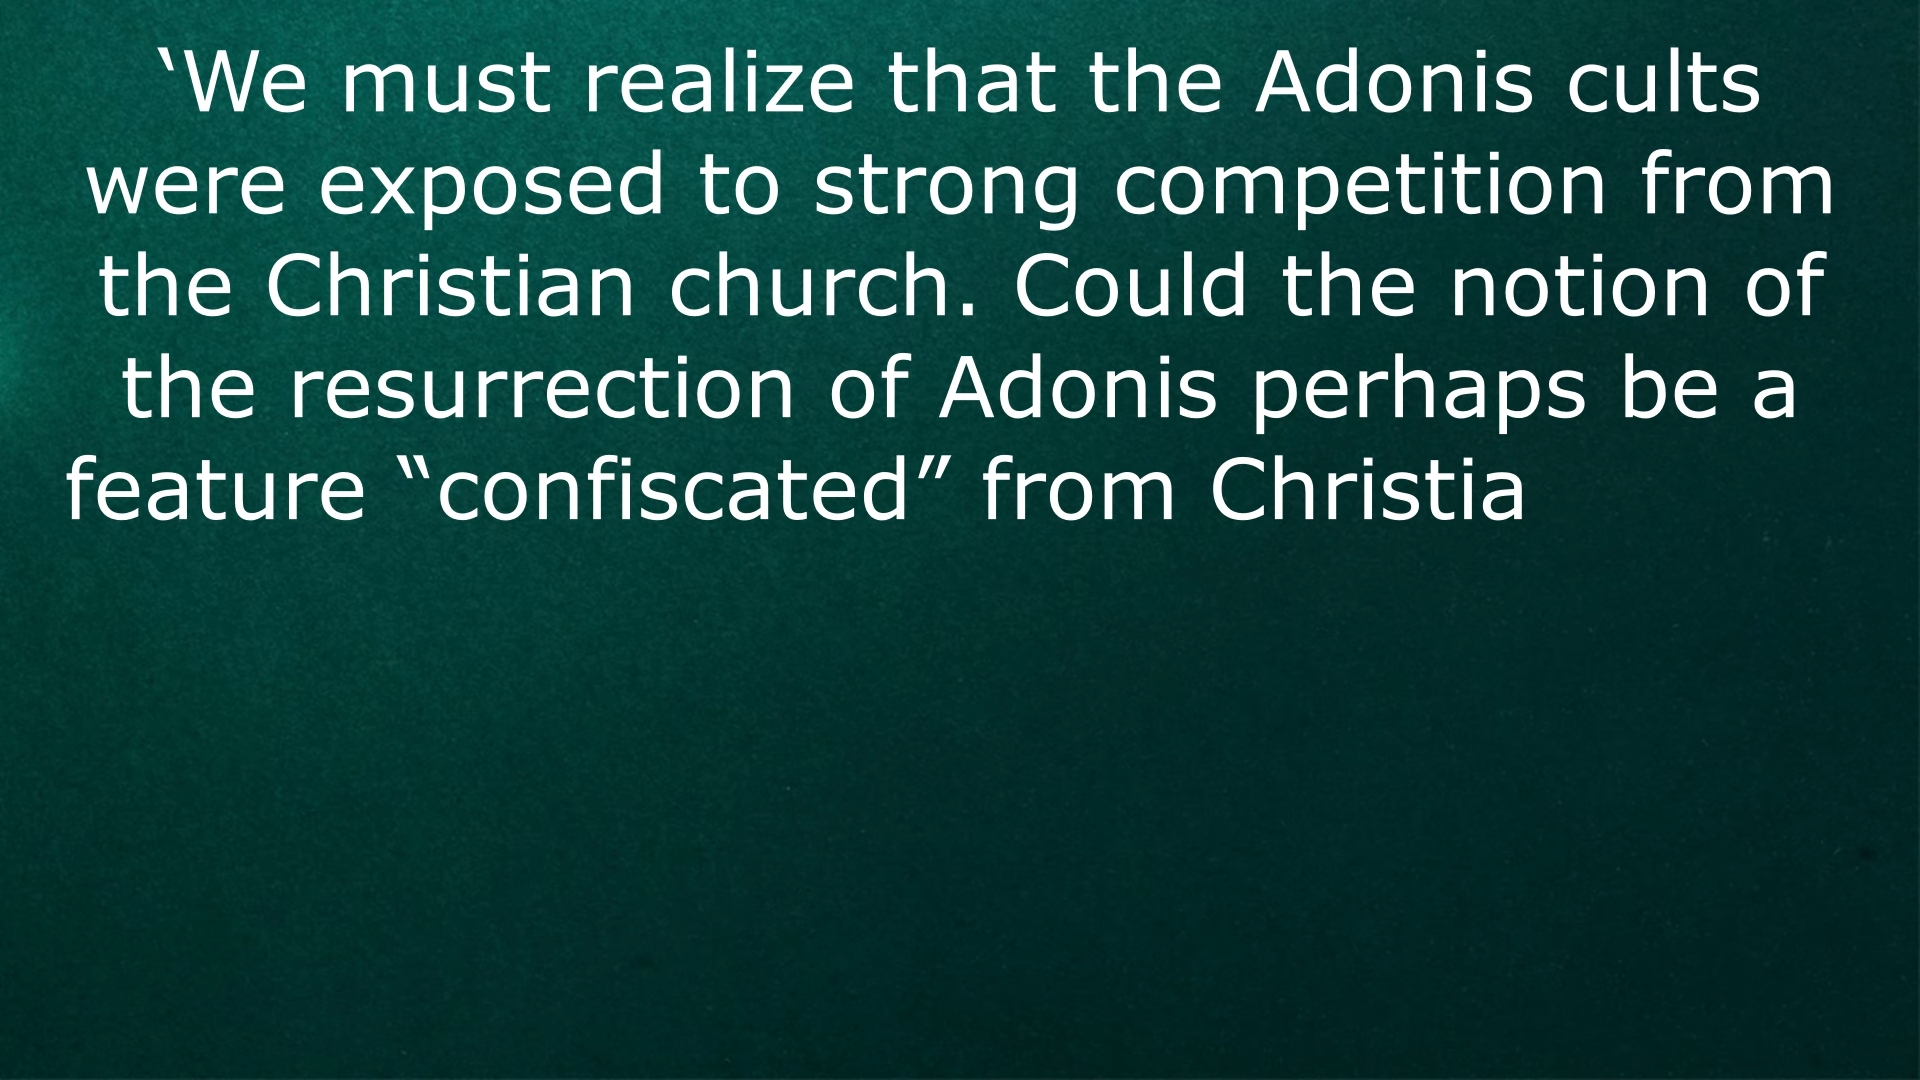 ‘We must realize that the Adonis cults
were exposed to strong competition from
the Christian church. Could the notion of
the resurrection of Adonis perhaps be a
feature “confiscated” from Christia